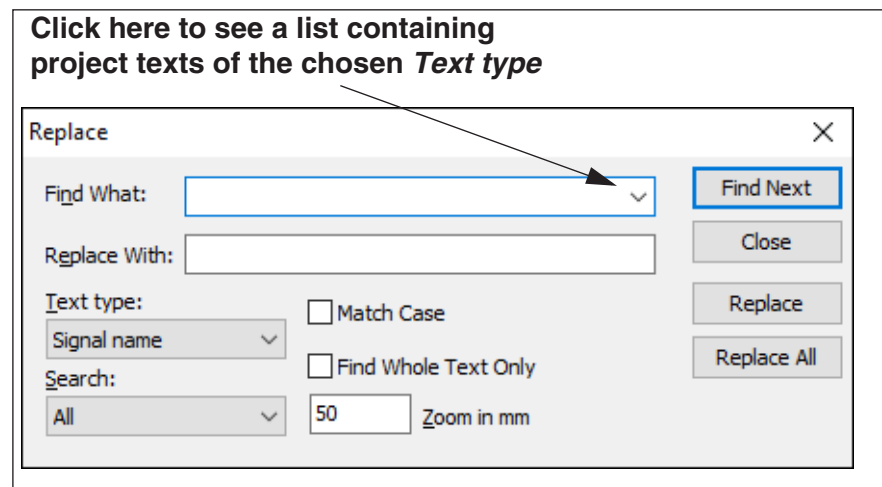 Click here to see a list containing
project texts of the chosen Text type
Replace
Find What:
Find Next
Replace With:
Close
Text type:
Match Case
Replace
Signal name
Find Whole Text Only
Replace All
Search:
All
50
Zoom in mm